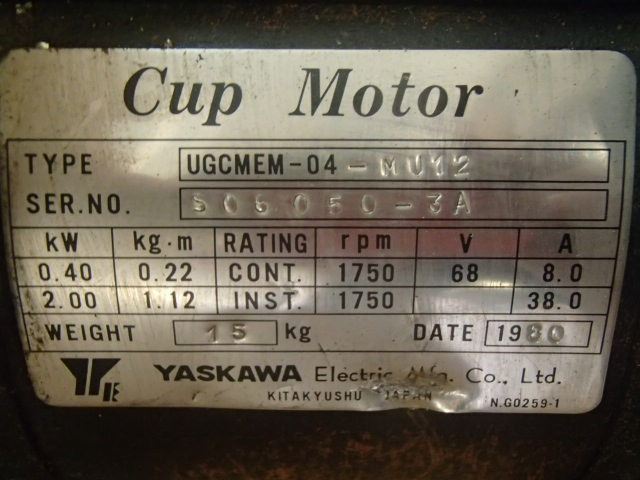 Cup Motor
TYPE UGCMEM-04-MU12
SER.NO. 505050-3A
kW kg·m RATING rpm V A
0.40 0.22 CONT. 1750 68 8.0
2.00 1.12 INST. 1750 38.0
WEIGHT 15 kg DATE 1980
YE YASKAWA Electric Mfg. Co., Ltd.
KITAKYUSHU JAPAN N.G0259-1